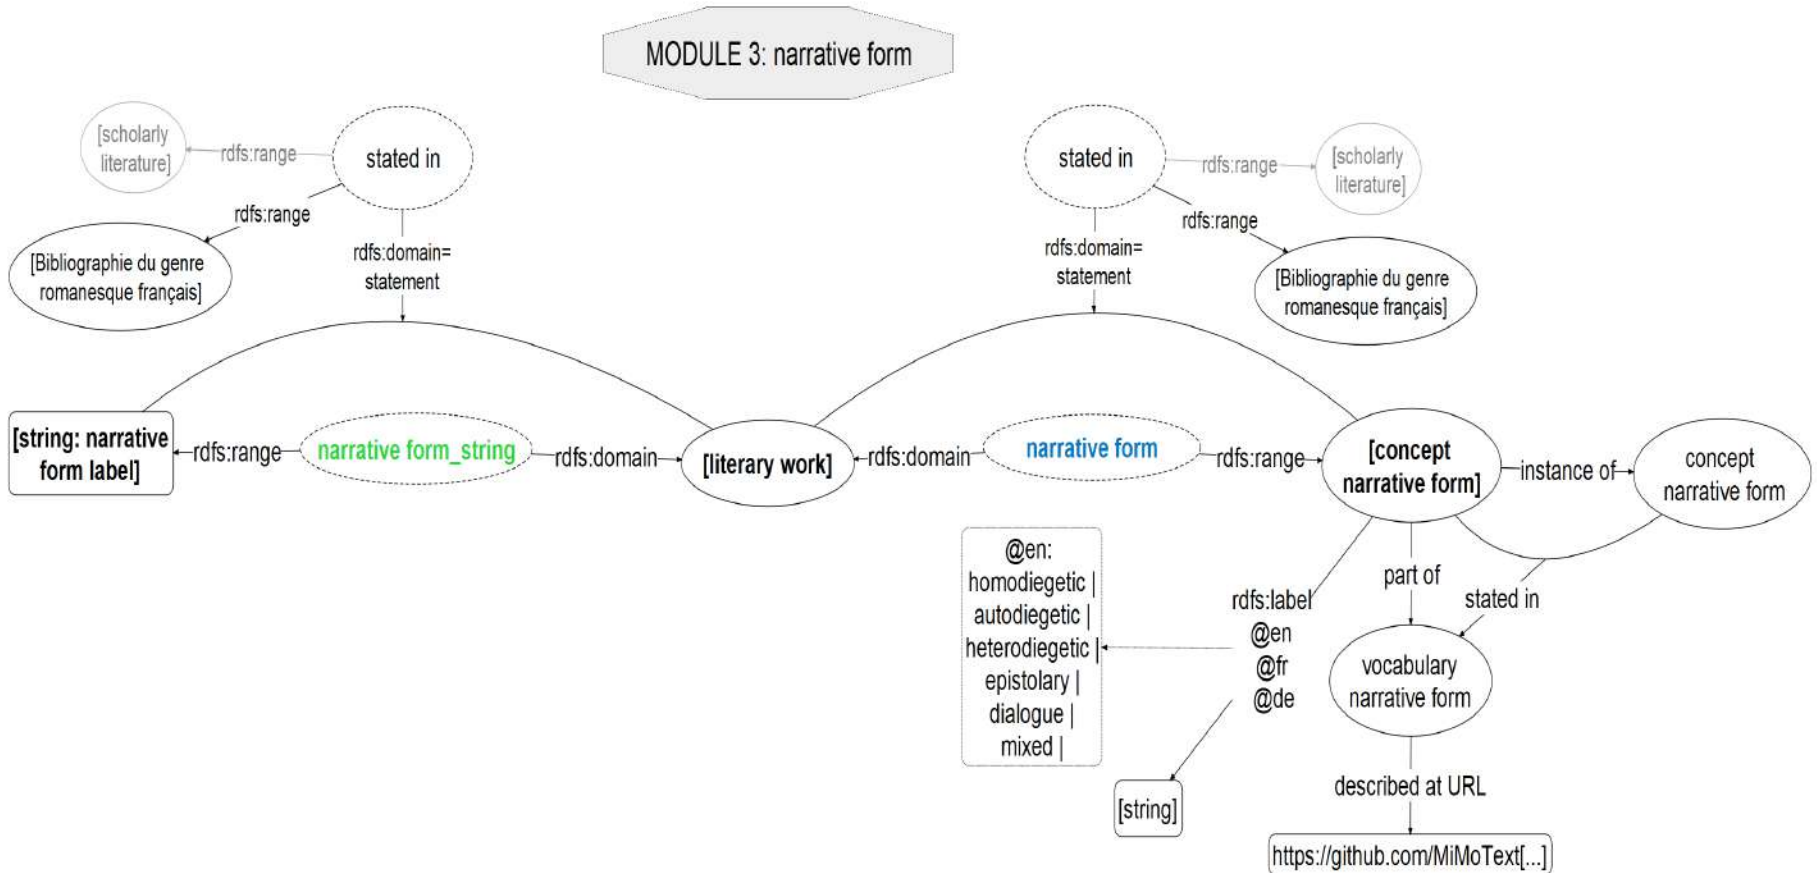 MODULE 3: narrative form
[scholarly
literature]
rdfs:range
stated in
rdfs:range
[Bibliographie du genre
romanesque français]
rdfs:domain=
statement
stated in
rdfs:range
[scholarly
literature]
rdfs:range
[Bibliographie du genre
romanesque français]
rdfs:domain=
statement
[string: narrative
form label]
rdfs:range
narrative form_string
rdfs:domain
[literary work]
rdfs:domain
narrative form
rdfs:range
[concept
narrative form]
instance of
concept
narrative form
@en:
homodiegetic |
autodiegetic |
heterodiegetic |
epistolary |
dialogue |
mixed |
rdfs:label
@en
@fr
@de
[string]
part of
stated in
vocabulary
narrative form
described at URL
https://github.com/MiMoText[...]